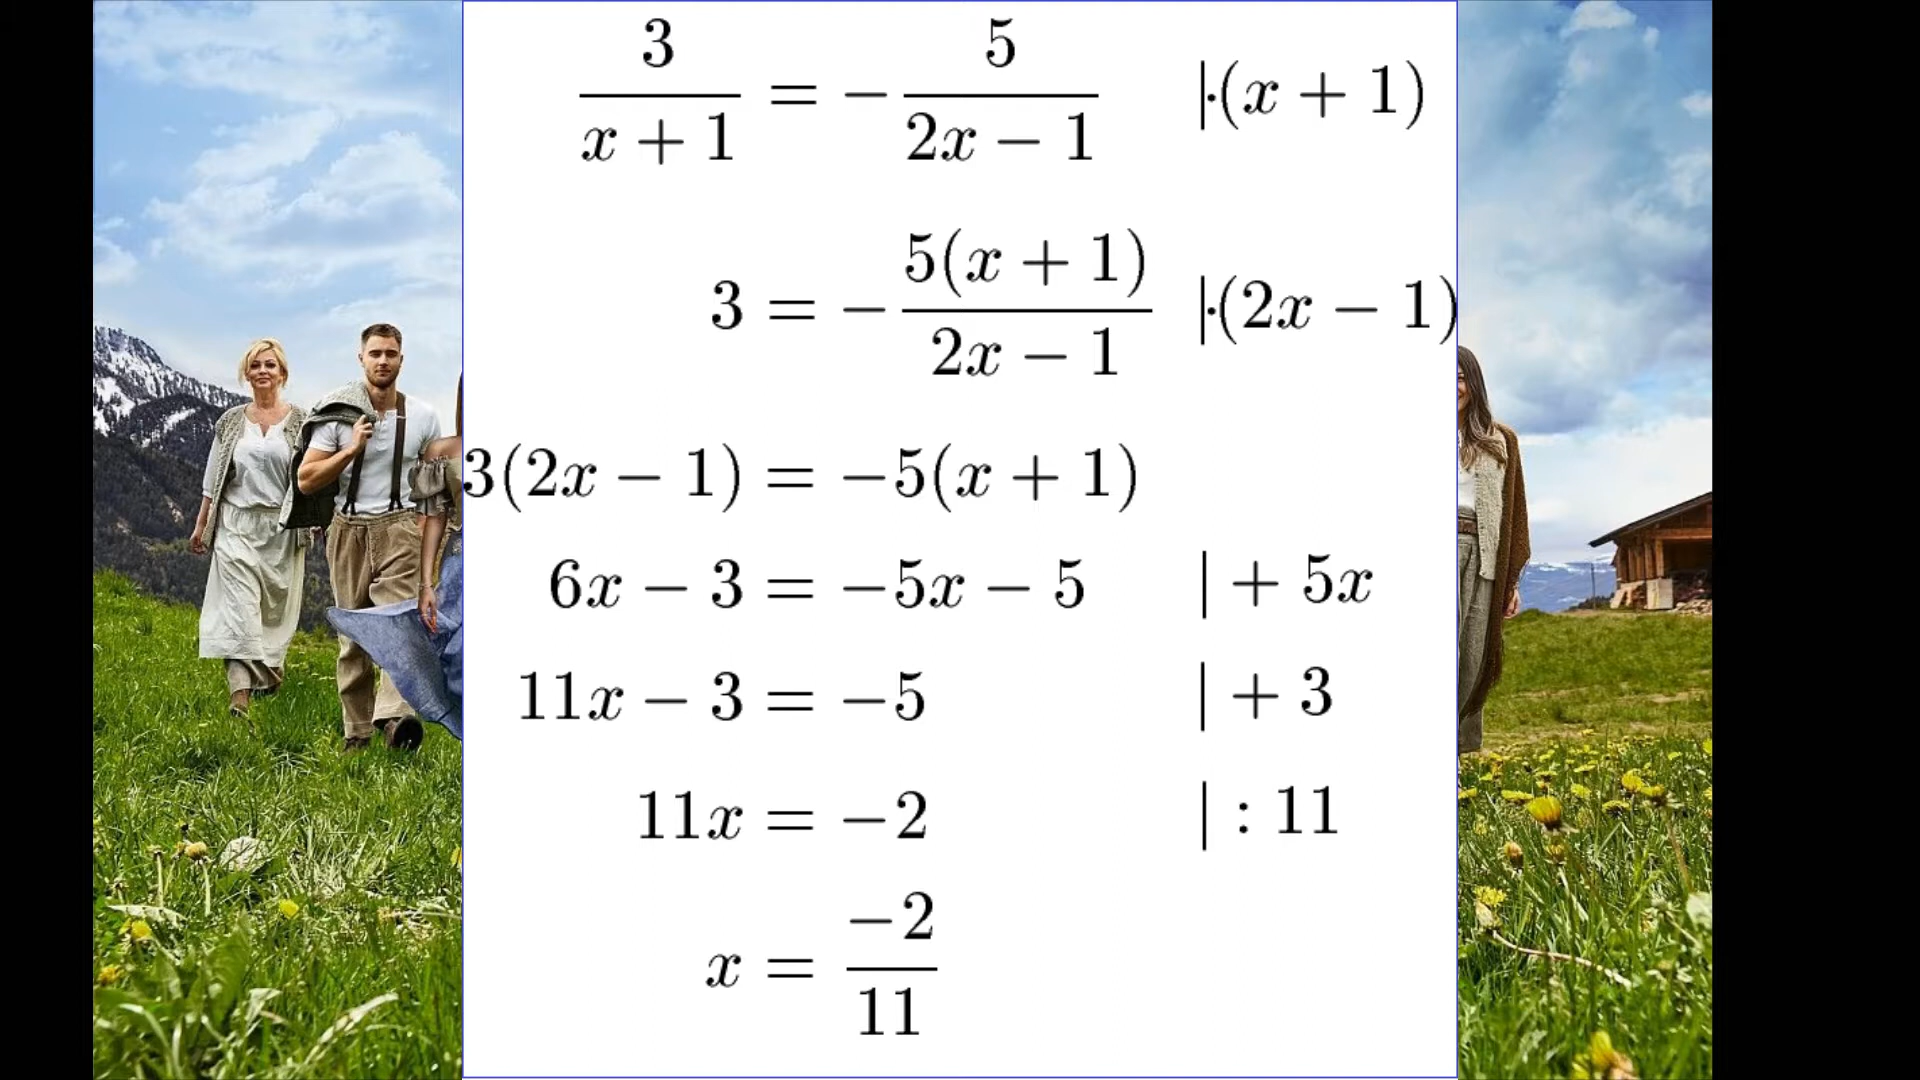 3/(x + 1) = −5/(2x − 1) |·(x + 1)
3 = −5(x + 1)/(2x − 1) |·(2x − 1)
3(2x − 1) = −5(x + 1)
6x − 3 = −5x − 5 | + 5x
11x − 3 = −5 | + 3
11x = −2 | : 11
x = −2/11